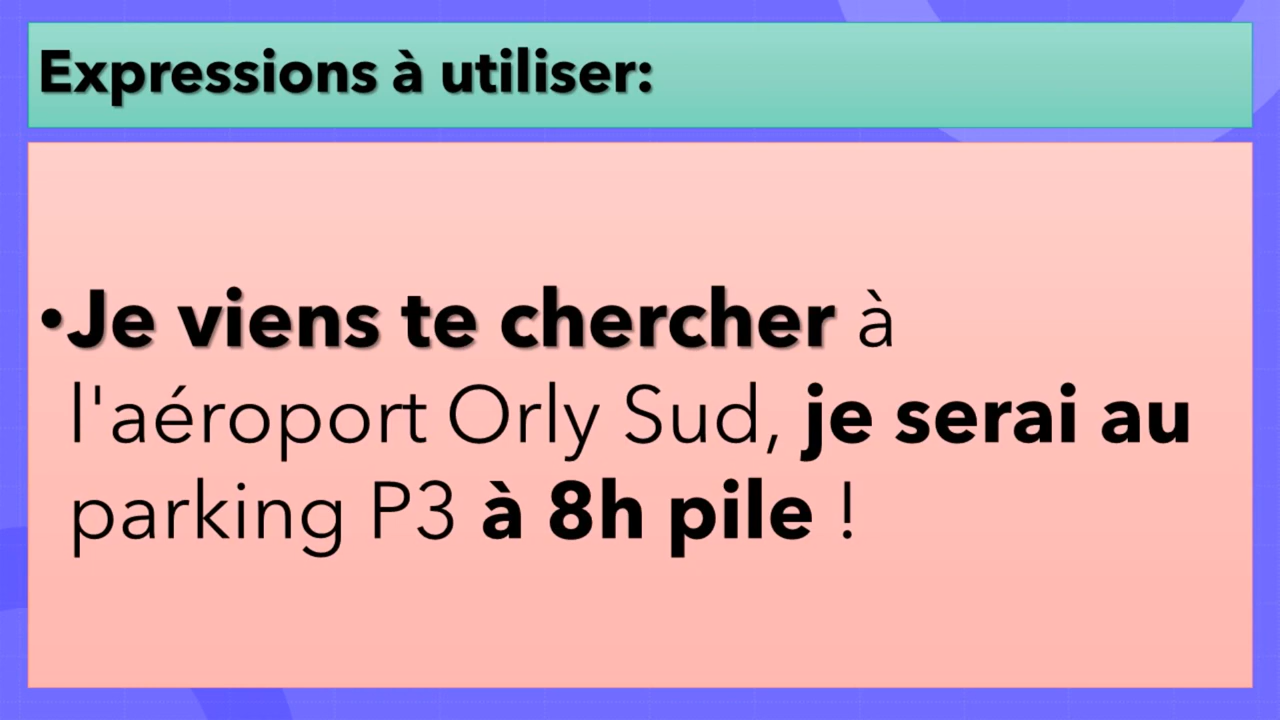 Expressions à utiliser:
•Je viens te chercher à
l'aéroport Orly Sud, je serai au
parking P3 à 8h pile !